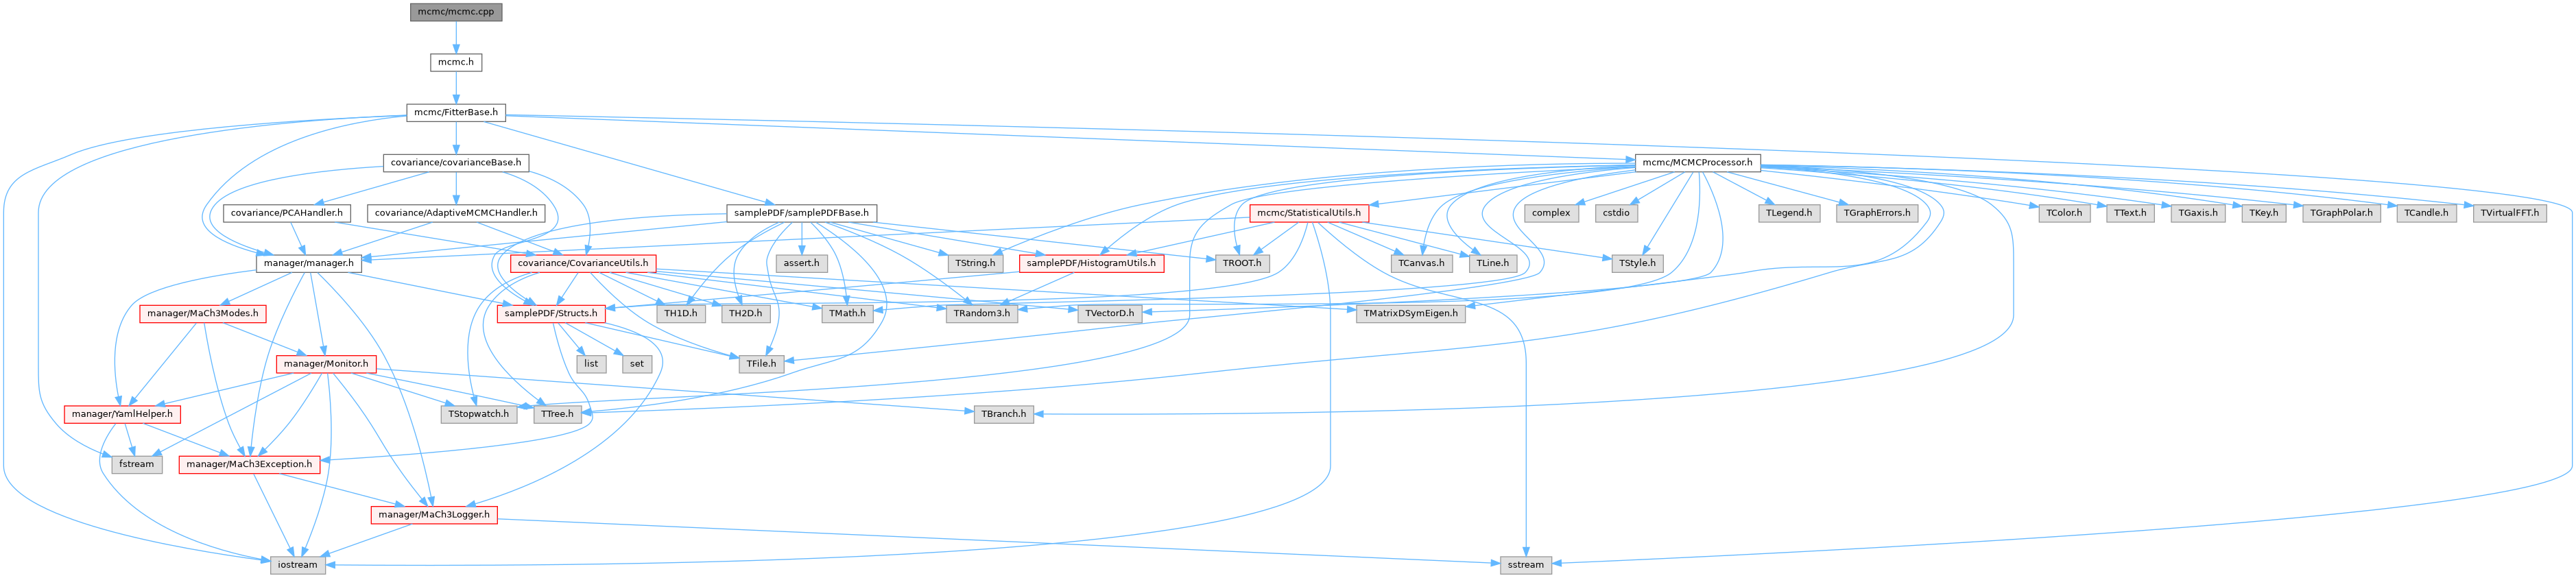 mcmc/mcmc.cpp
mcmc.h
mcmc/FitterBase.h
covariance/covarianceBase.h
mcmc/MCMCProcessor.h
covariance/PCAHandler.h
covariance/AdaptiveMCMCHandler.h
samplePDF/samplePDFBase.h
mcmc/StatisticalUtils.h
complex
cstdio
TLegend.h
TGraphErrors.h
TColor.h
TText.h
TGaxis.h
TKey.h
TGraphPolar.h
TCandle.h
TVirtualFFT.h
manager/manager.h
covariance/CovarianceUtils.h
assert.h
TString.h
samplePDF/HistogramUtils.h
TROOT.h
TCanvas.h
TLine.h
TStyle.h
manager/MaCh3Modes.h
samplePDF/Structs.h
TH1D.h
TH2D.h
TMath.h
TRandom3.h
TVectorD.h
TMatrixDSymEigen.h
manager/Monitor.h
list
set
TFile.h
manager/YamlHelper.h
TStopwatch.h
TTree.h
TBranch.h
fstream
manager/MaCh3Exception.h
manager/MaCh3Logger.h
iostream
sstream